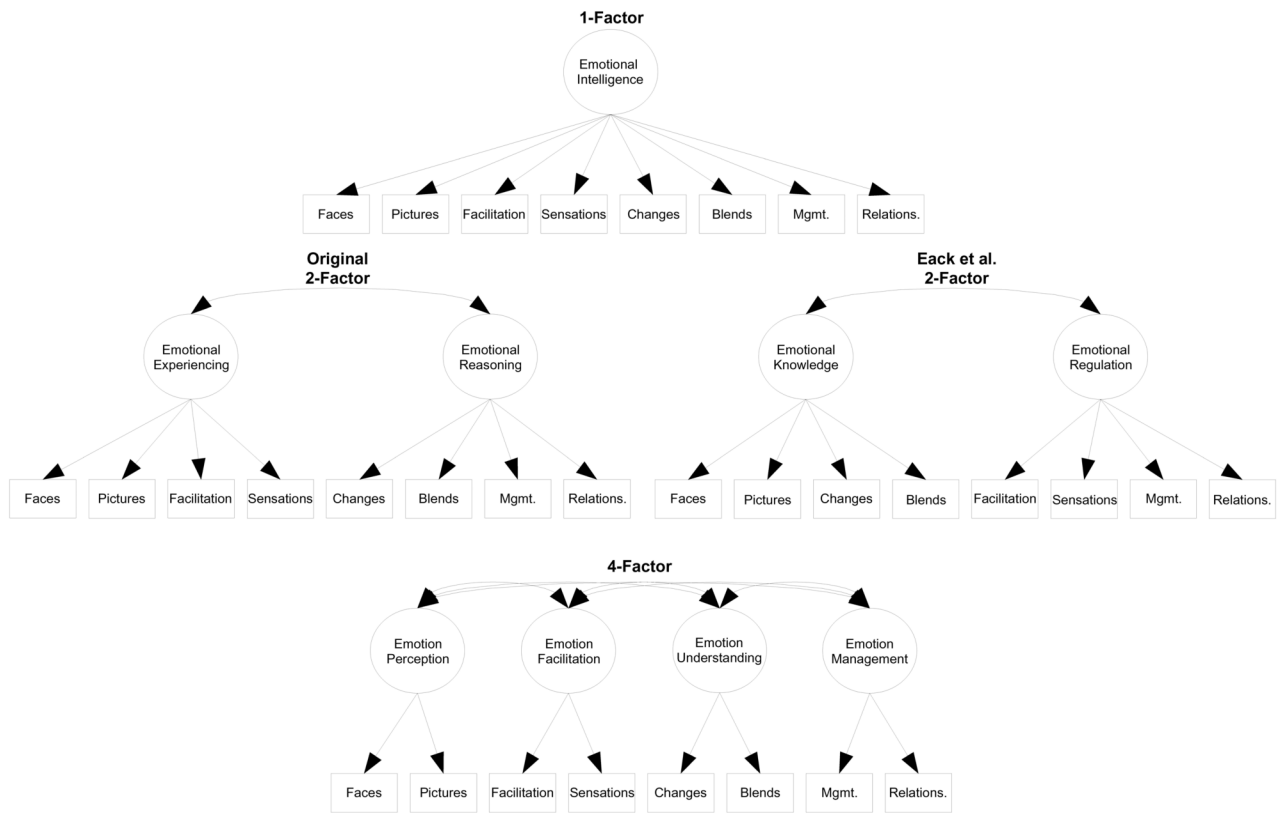 1-Factor
Emotional
Intelligence
Faces
Pictures
Facilitation
Sensations
Changes
Blends
Mgmt.
Relations.
Original
2-Factor
Emotional
Experiencing
Emotional
Reasoning
Faces
Pictures
Facilitation
Sensations
Changes
Blends
Mgmt.
Relations.
Eack et al.
2-Factor
Emotional
Knowledge
Emotional
Regulation
Faces
Pictures
Changes
Blends
Facilitation
Sensations
Mgmt.
Relations.
4-Factor
Emotion
Perception
Emotion
Facilitation
Emotion
Understanding
Emotion
Management
Faces
Pictures
Facilitation
Sensations
Changes
Blends
Mgmt.
Relations.